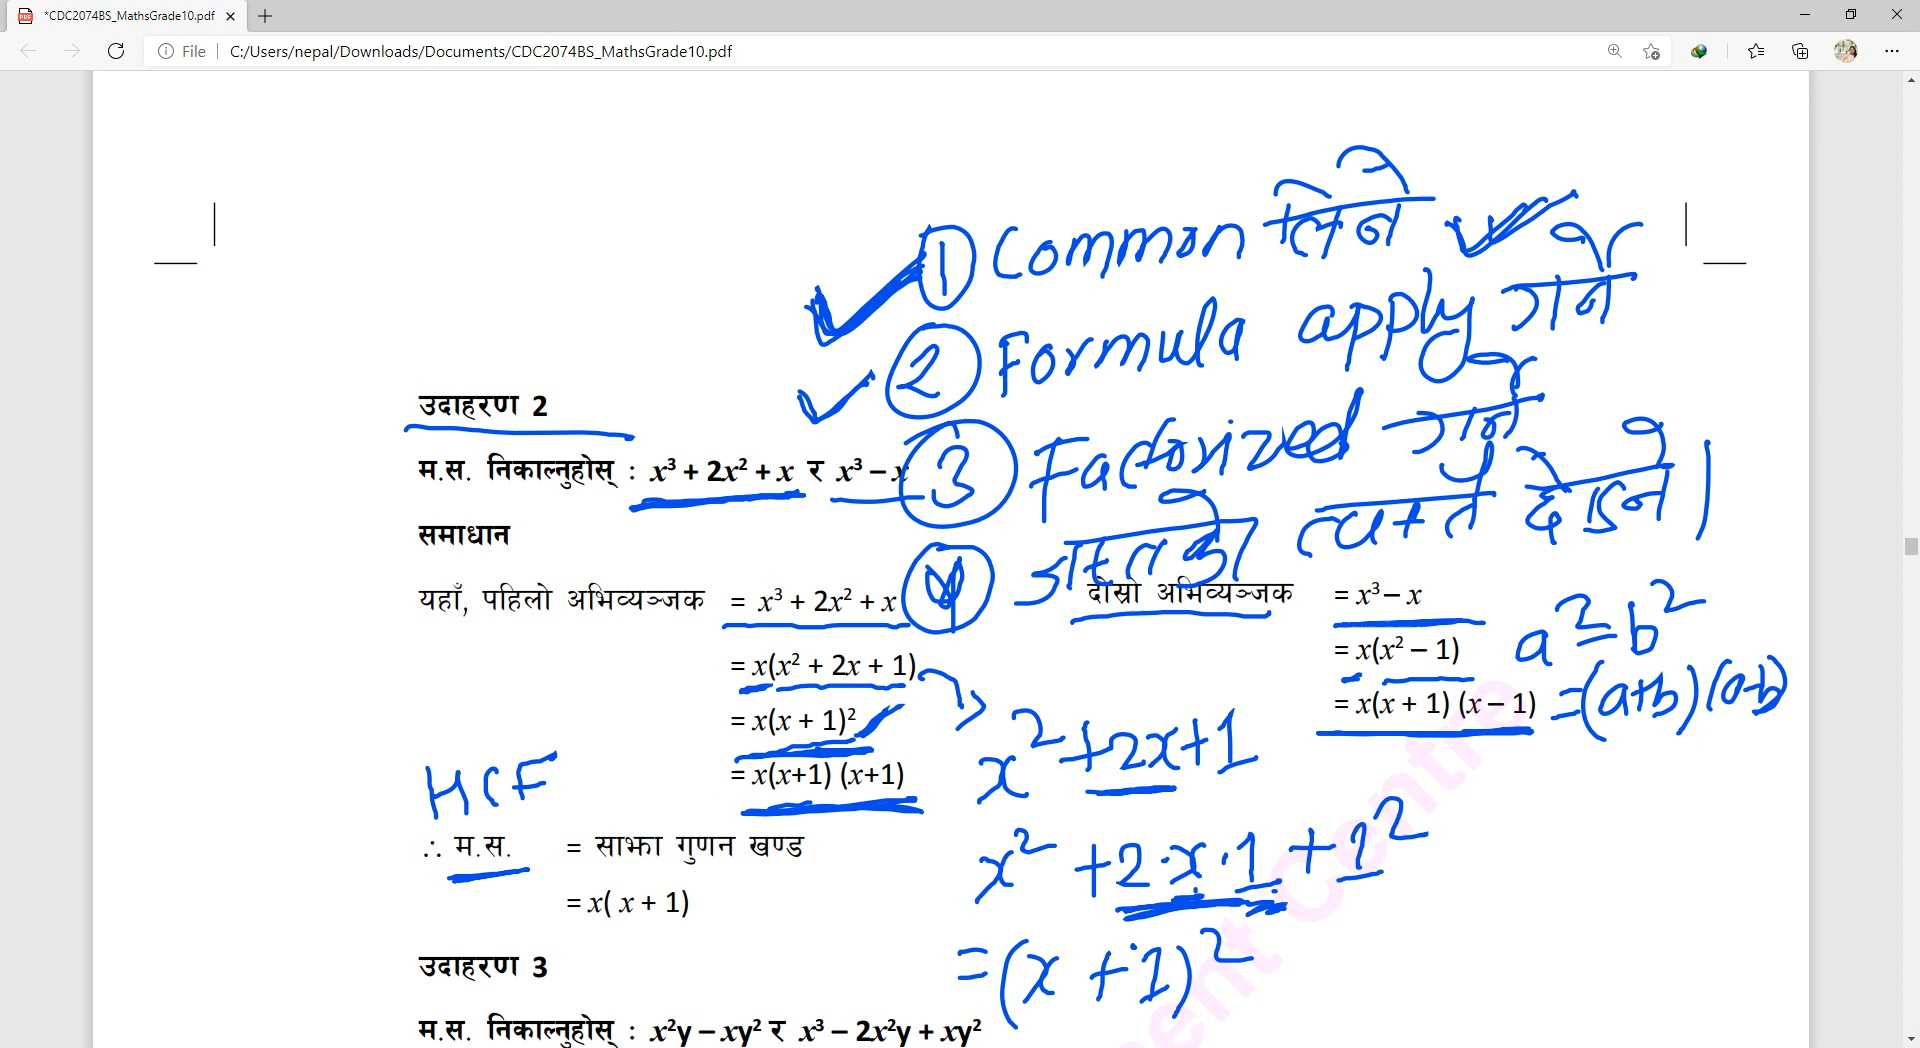 *CDC2074BS_MathsGrade10.pdf
File C:/Users/nepal/Downloads/Documents/CDC2074BS_MathsGrade10.pdf
① Common लिने
② Formula apply गर्ने
③ Factorized गर्ने
उदाहरण 2
म.स. निकाल्नुहोस् : x³ + 2x² + x र x³ – x
समाधान
यहाँ, पहिलो अभिव्यञ्जक = x³ + 2x² + x
= x(x² + 2x + 1)
= x(x + 1)²
= x(x+1) (x+1)
दोस्रो अभिव्यञ्जक = x³– x
= x(x² – 1)
= x(x + 1) (x – 1)
a² – b²
=(a+b)(a-b)
x²+2x+1
x² +2·x·1 +1²
=(x +1)²
HCF
∴ म.स. = साझा गुणन खण्ड
= x( x + 1)
उदाहरण 3
म.स. निकाल्नुहोस् : x²y – xy² र x³ – 2x²y + xy²
ent Centre